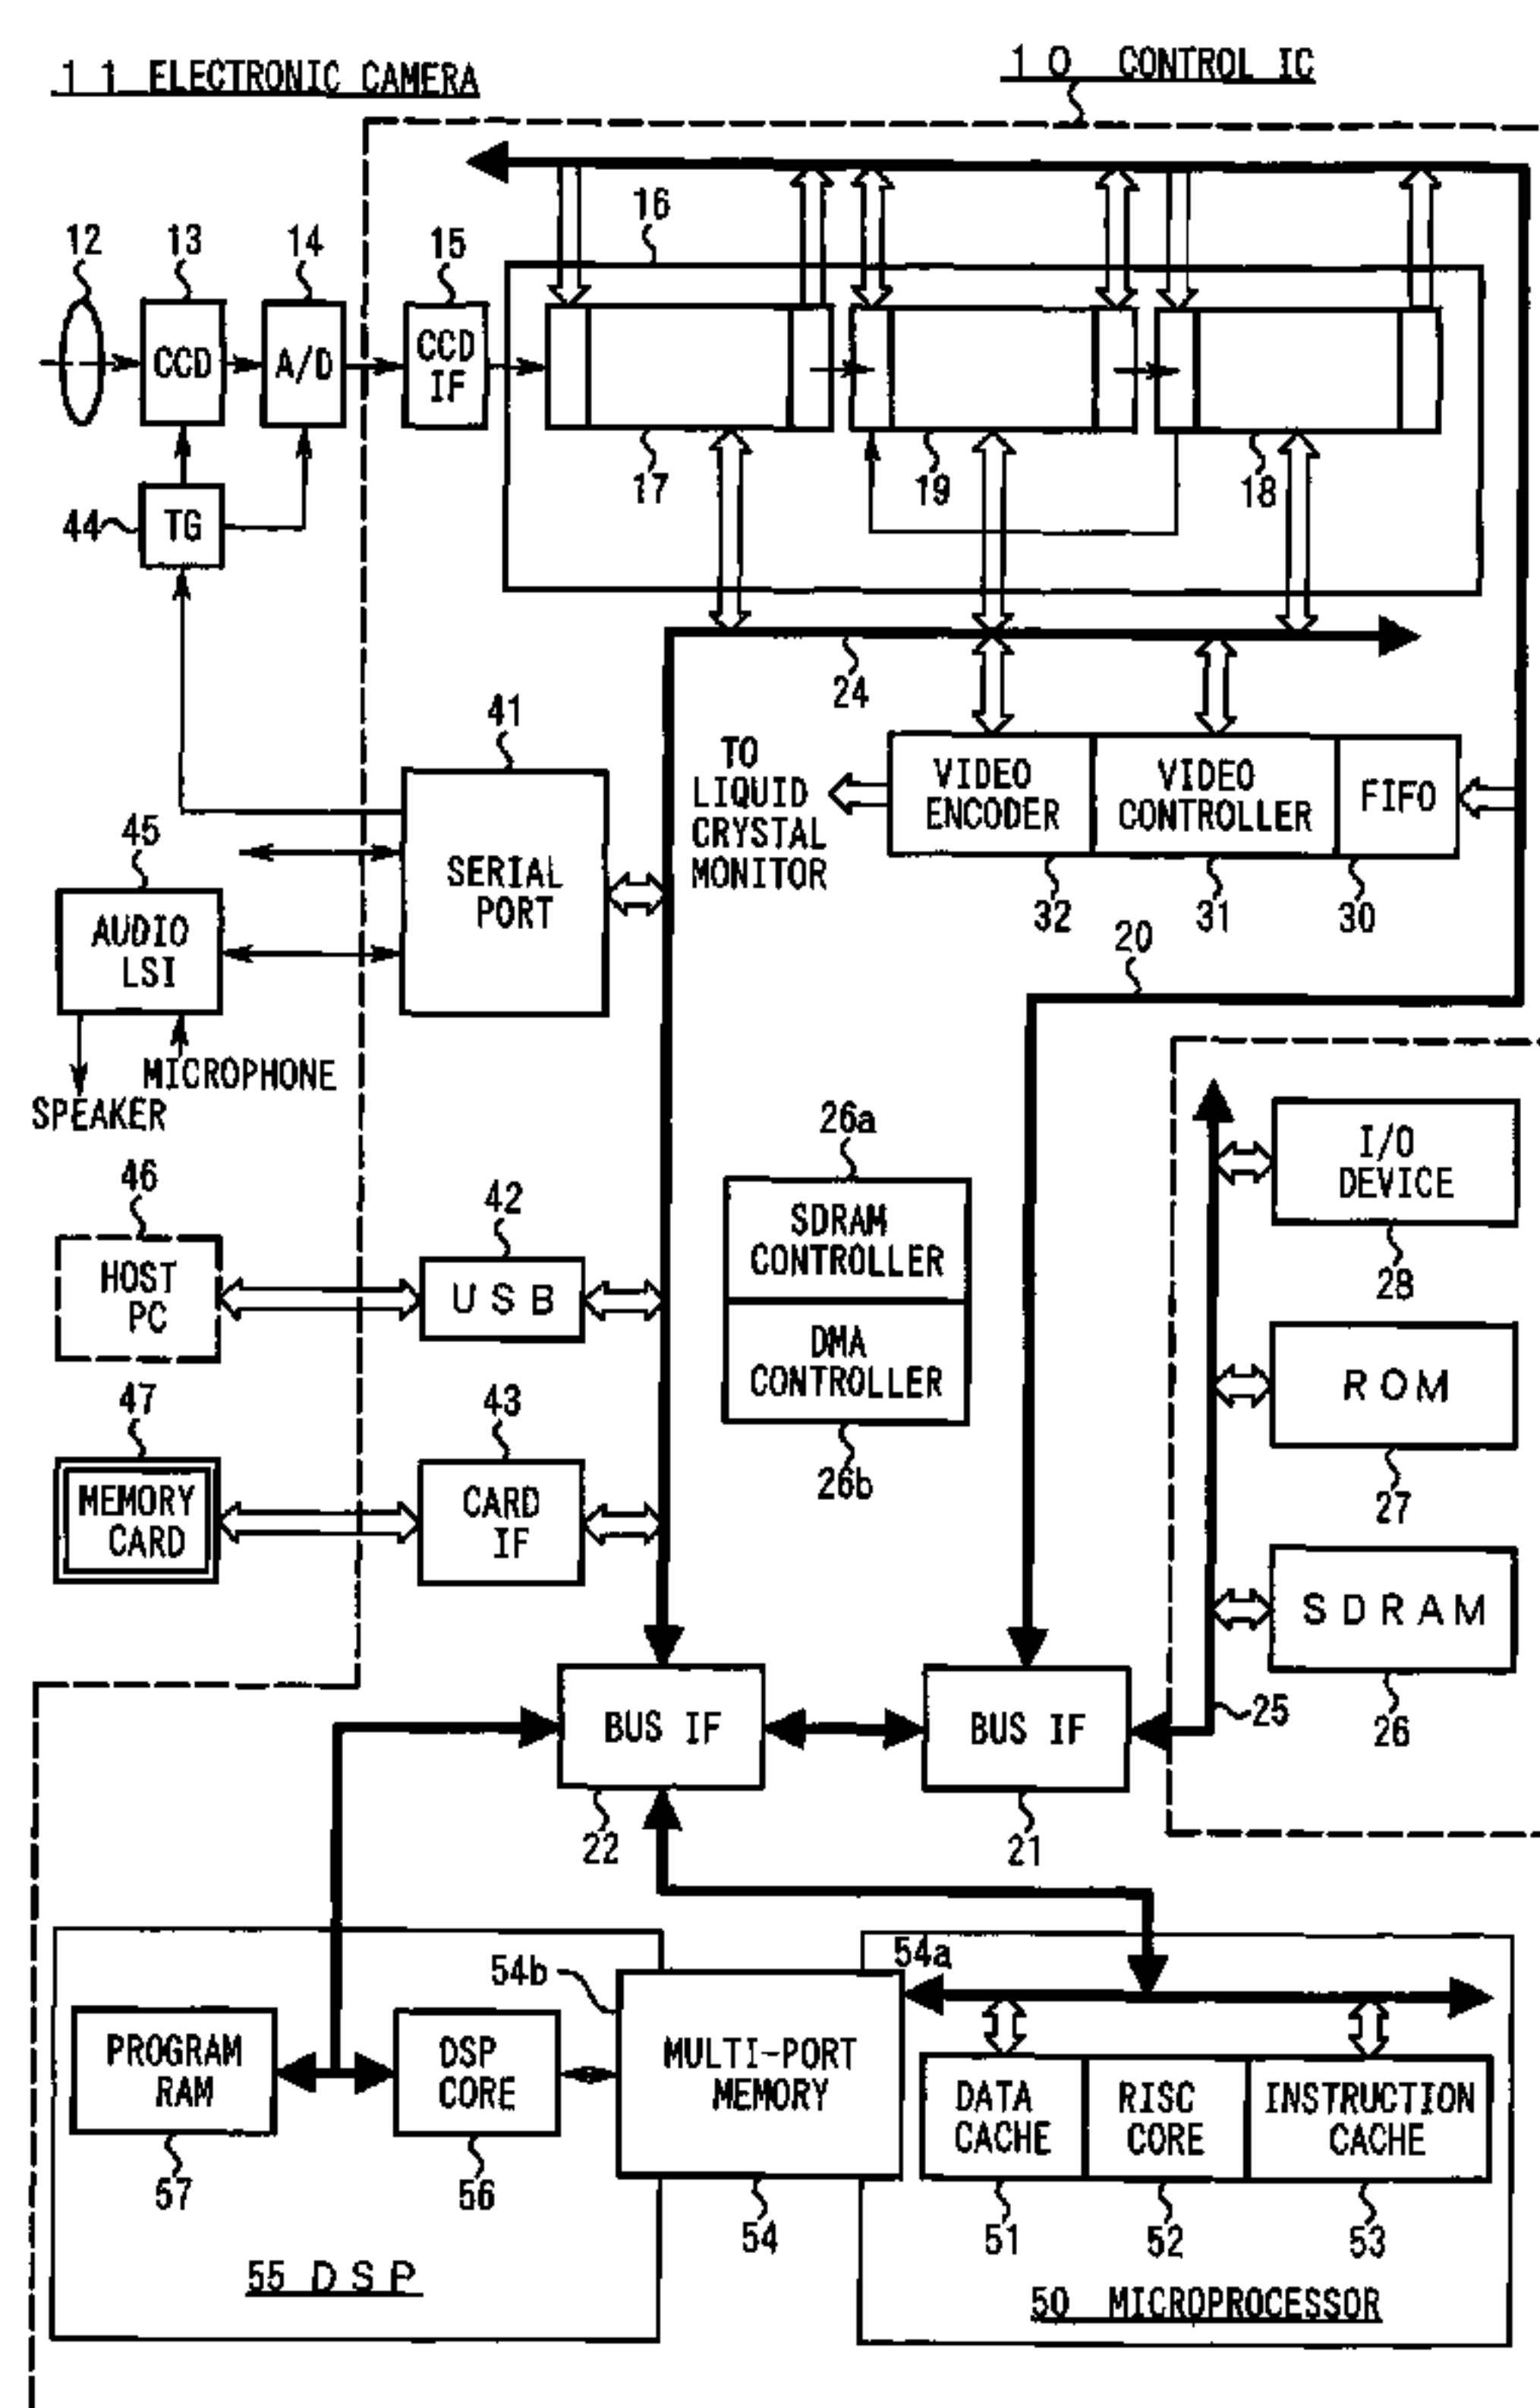 11 ELECTRONIC CAMERA
10 CONTROL IC
16
12
13
14
15
CCD
A/D
CCD
IF
17
19
18
44
TG
24
41
TO
LIQUID
CRYSTAL
MONITOR
VIDEO
ENCODER
VIDEO
CONTROLLER
FIFO
45
SERIAL
PORT
32
31
30
AUDIO
LSI
20
MICROPHONE
SPEAKER
26a
I/O
DEVICE
46
42
SDRAM
CONTROLLER
28
HOST
PC
USB
DMA
CONTROLLER
ROM
47
43
26b
27
MEMORY
CARD
CARD
IF
SDRAM
25
26
BUS IF
BUS IF
22
21
54a
54b
PROGRAM
RAM
DSP
CORE
MULTI-PORT
MEMORY
DATA
CACHE
RISC
CORE
INSTRUCTION
CACHE
57
56
54
51
52
53
55 DSP
50 MICROPROCESSOR